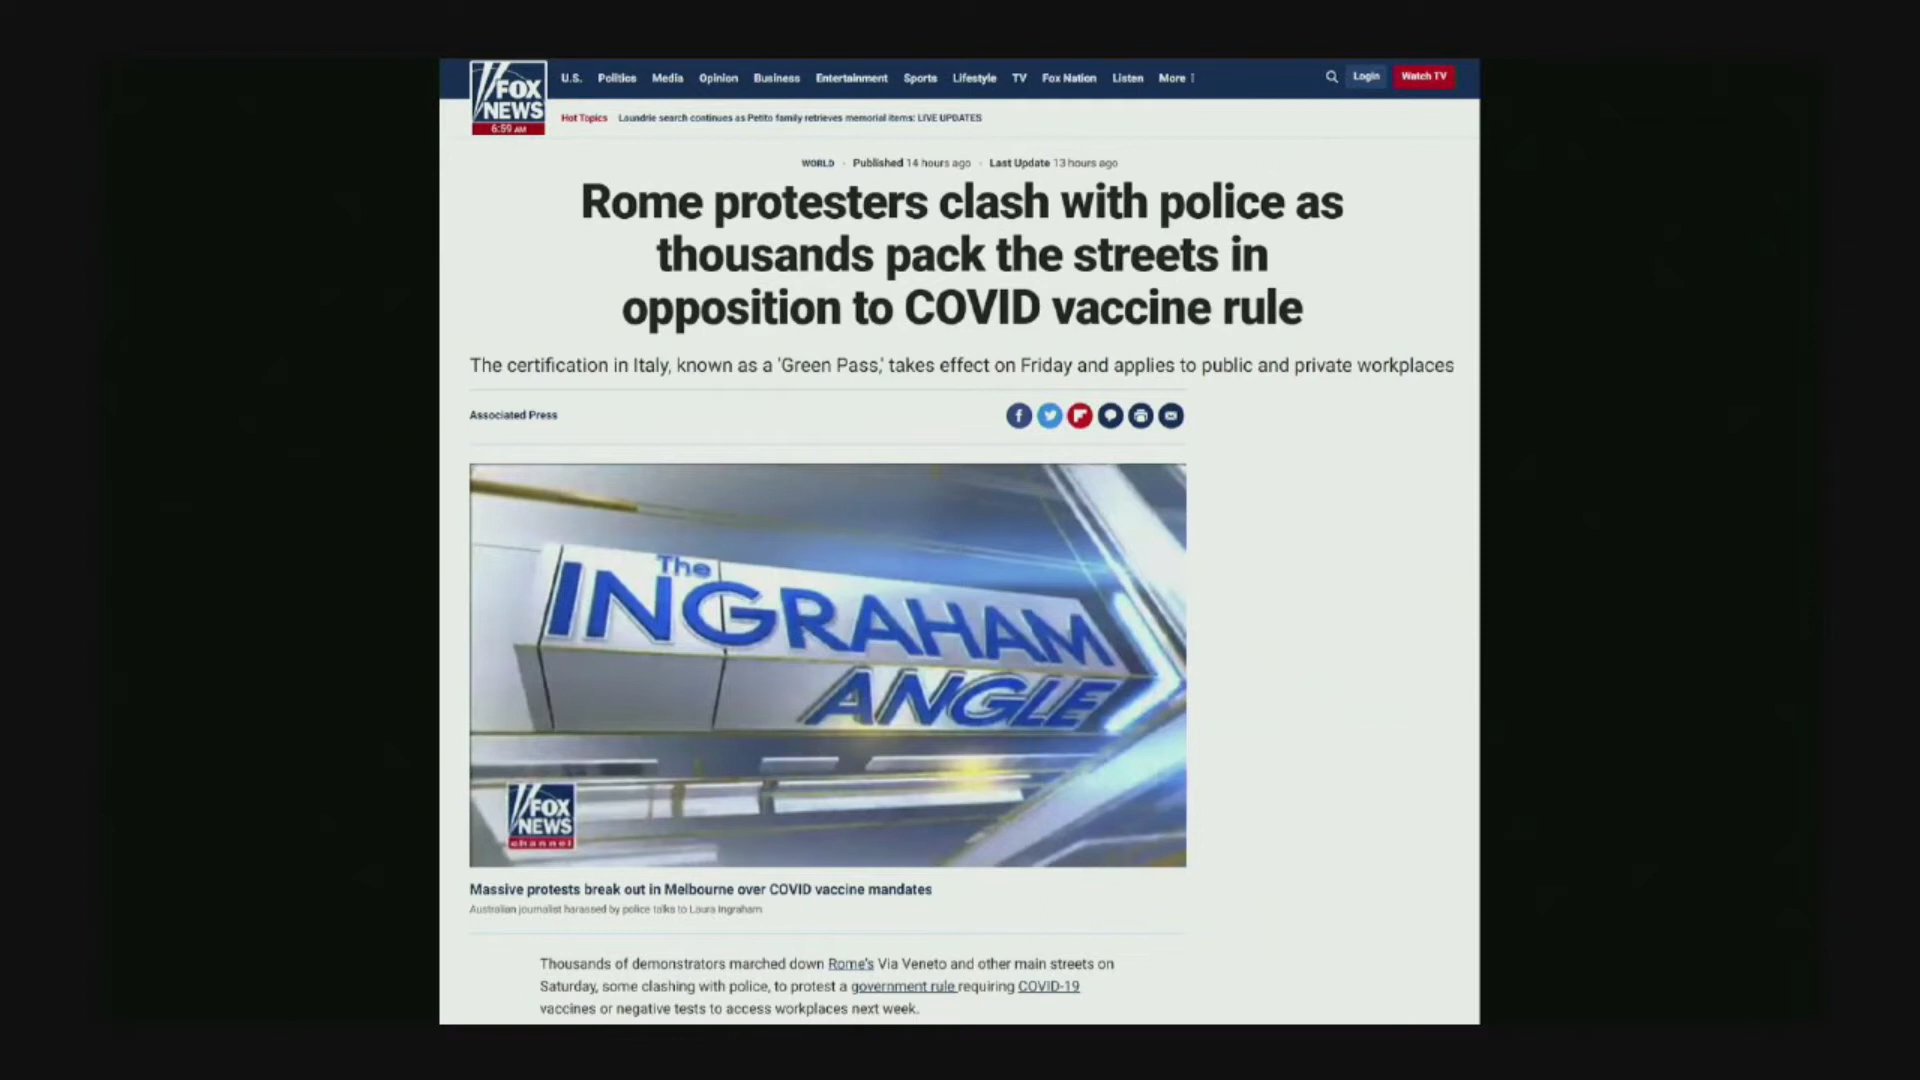 FOX
NEWS
6:59 AM
U.S. Politics Media Opinion Business Entertainment Sports Lifestyle TV Fox Nation Listen More
Login
Watch TV
Hot Topics Laundrie search continues as Petito family retrieves memorial items: LIVE UPDATES
WORLD · Published 14 hours ago · Last Update 13 hours ago
Rome protesters clash with police as
thousands pack the streets in
opposition to COVID vaccine rule
The certification in Italy, known as a 'Green Pass,' takes effect on Friday and applies to public and private workplaces
Associated Press
The
INGRAHAM
ANGLE
FOX
NEWS
channel
Massive protests break out in Melbourne over COVID vaccine mandates
Australian journalist harassed by police talks to Laura Ingraham
Thousands of demonstrators marched down Rome's Via Veneto and other main streets on
Saturday, some clashing with police, to protest a government rule requiring COVID-19
vaccines or negative tests to access workplaces next week.